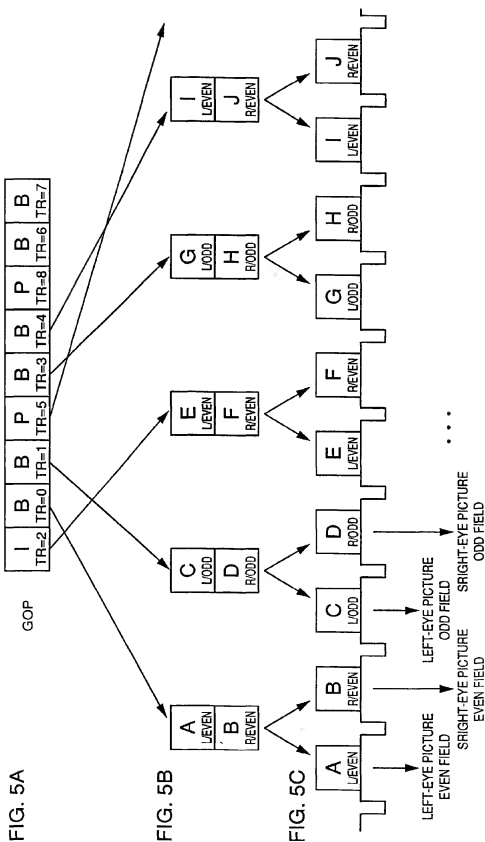 FIG. 5A
I B B P B B P B B
TR=2 TR=0 TR=1 TR=5 TR=3 TR=4 TR=8 TR=6 TR=7
GOP
FIG. 5B
A C E G I
L/EVEN L/ODD L/EVEN L/ODD L/EVEN
B D F H J
R/EVEN R/ODD R/EVEN R/ODD R/EVEN
FIG. 5C
A B C D E F G H I J
L/EVEN R/EVEN L/ODD R/ODD L/EVEN R/EVEN L/ODD R/ODD L/EVEN R/EVEN
LEFT-EYE PICTURE
EVEN FIELD
SRIGHT-EYE PICTURE
EVEN FIELD
LEFT-EYE PICTURE
ODD FIELD
SRIGHT-EYE PICTURE
ODD FIELD
...